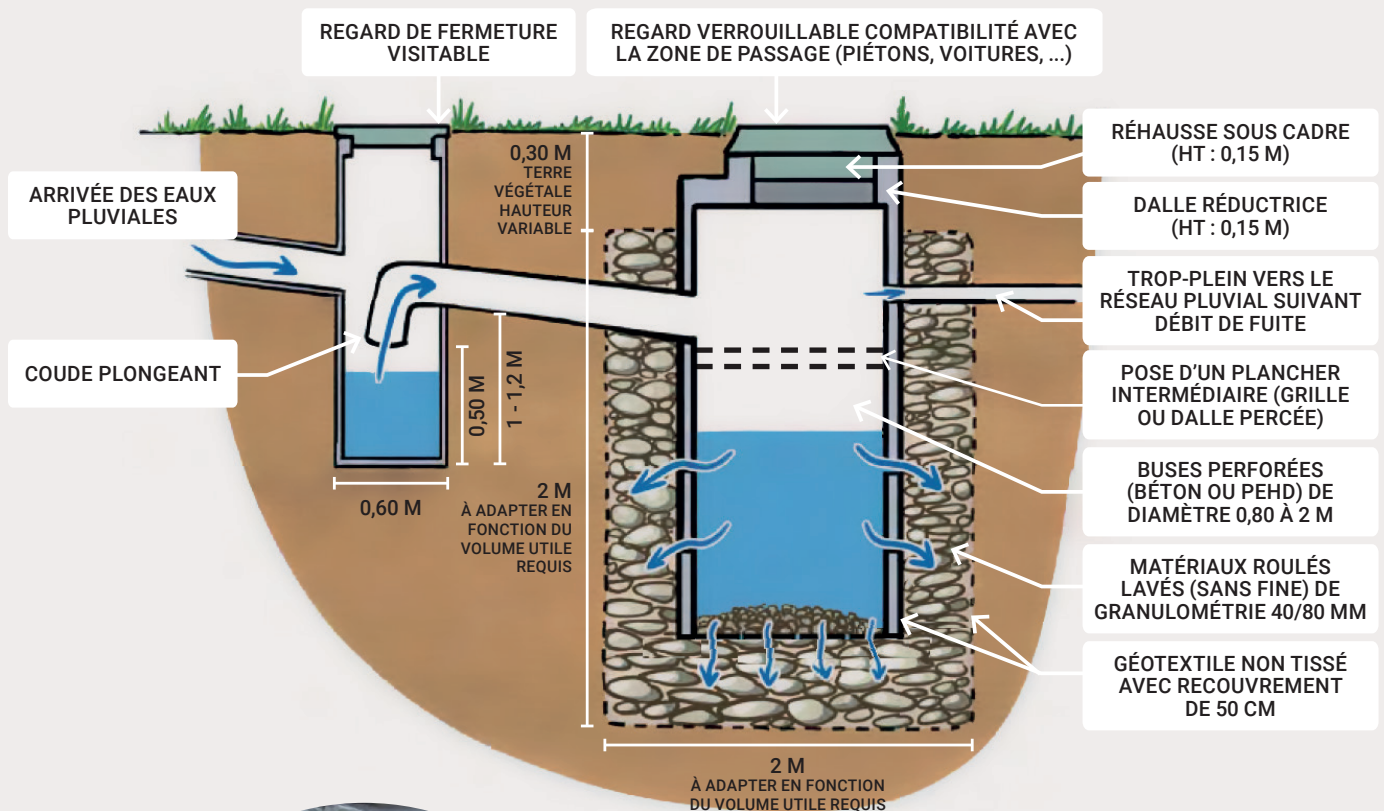 REGARD DE FERMETURE
VISITABLE
REGARD VERROUILLABLE COMPATIBILITÉ AVEC
LA ZONE DE PASSAGE (PIÉTONS, VOITURES, ...)
ARRIVÉE DES EAUX
PLUVIALES
COUDE PLONGEANT
0,30 M
TERRE
VÉGÉTALE
HAUTEUR
VARIABLE
0,50 M
1 - 1,2 M
0,60 M
2 M
À ADAPTER EN
FONCTION DU
VOLUME UTILE
REQUIS
RÉHAUSSE SOUS CADRE
(HT : 0,15 M)
DALLE RÉDUCTRICE
(HT : 0,15 M)
TROP-PLEIN VERS LE
RÉSEAU PLUVIAL SUIVANT
DÉBIT DE FUITE
POSE D’UN PLANCHER
INTERMÉDIAIRE (GRILLE
OU DALLE PERCÉE)
BUSES PERFORÉES
(BÉTON OU PEHD) DE
DIAMÈTRE 0,80 À 2 M
MATÉRIAUX ROULÉS
LAVÉS (SANS FINE) DE
GRANULOMÉTRIE 40/80 MM
GÉOTEXTILE NON TISSÉ
AVEC RECOUVREMENT
DE 50 CM
2 M
À ADAPTER EN FONCTION
DU VOLUME UTILE REQUIS